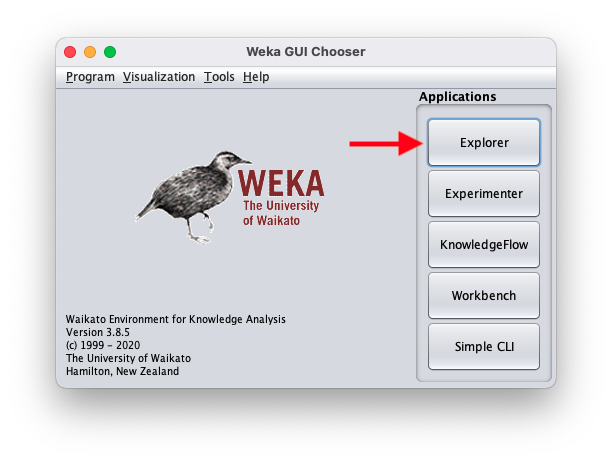 Weka GUI Chooser
Program Visualization Tools Help
Applications
Explorer
Experimenter
KnowledgeFlow
Workbench
Simple CLI
WEKA
The University
of Waikato
Waikato Environment for Knowledge Analysis
Version 3.8.5
(c) 1999 - 2020
The University of Waikato
Hamilton, New Zealand